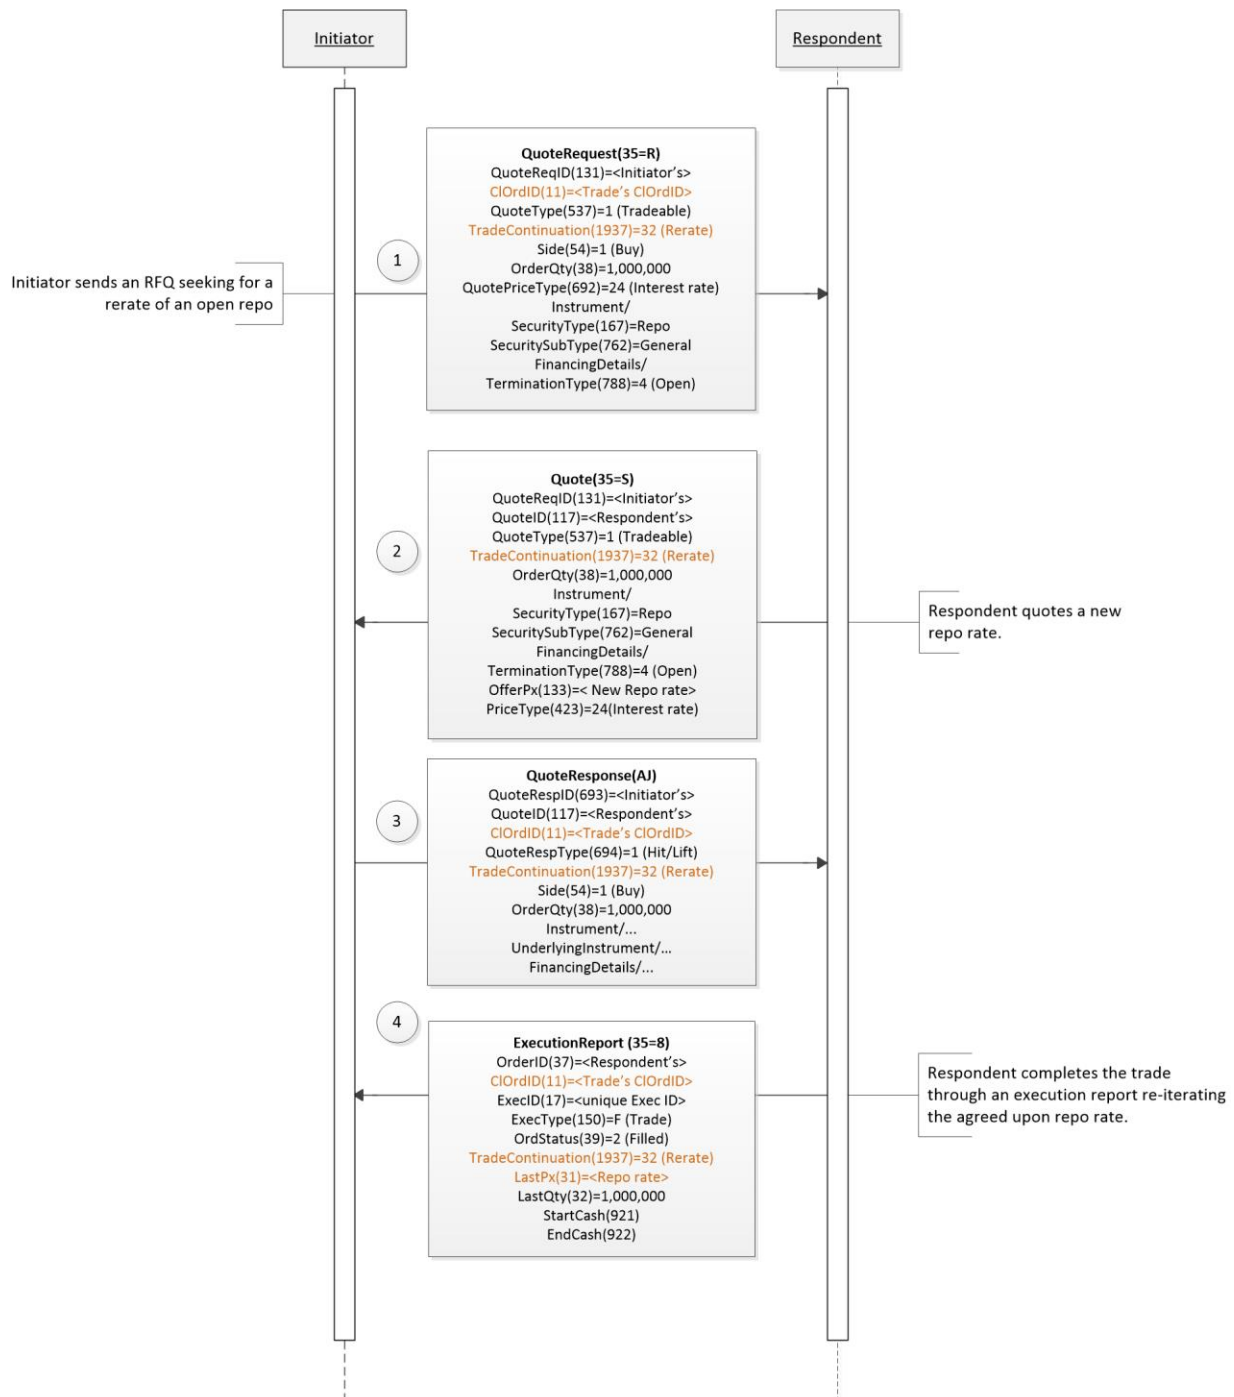 Initiator
Respondent
QuoteRequest(35=R)
QuoteReqID(131)=<Initiator's>
ClOrdID(11)=<Trade's ClOrdID>
QuoteType(537)=1 (Tradeable)
TradeContinuation(1937)=32 (Rerate)
Side(54)=1 (Buy)
OrderQty(38)=1,000,000
QuotePriceType(692)=24 (Interest rate)
Instrument/
SecurityType(167)=Repo
SecuritySubType(762)=General
FinancingDetails/
TerminationType(788)=4 (Open)
1
Initiator sends an RFQ seeking for a
rerate of an open repo
Quote(35=S)
QuoteReqID(131)=<Initiator's>
QuoteID(117)=<Respondent's>
QuoteType(537)=1 (Tradeable)
TradeContinuation(1937)=32 (Rerate)
OrderQty(38)=1,000,000
Instrument/
SecurityType(167)=Repo
SecuritySubType(762)=General
FinancingDetails/
TerminationType(788)=4 (Open)
OfferPx(133)=< New Repo rate>
PriceType(423)=24(Interest rate)
2
Respondent quotes a new
repo rate.
QuoteResponse(AJ)
QuoteRespID(693)=<Initiator's>
QuoteID(117)=<Respondent's>
ClOrdID(11)=<Trade's ClOrdID>
QuoteRespType(694)=1 (Hit/Lift)
TradeContinuation(1937)=32 (Rerate)
Side(54)=1 (Buy)
OrderQty(38)=1,000,000
Instrument/...
UnderlyingInstrument/...
FinancingDetails/...
3
4
ExecutionReport (35=8)
OrderID(37)=<Respondent's>
ClOrdID(11)=<Trade's ClOrdID>
ExecID(17)=<unique Exec ID>
ExecType(150)=F (Trade)
OrdStatus(39)=2 (Filled)
TradeContinuation(1937)=32 (Rerate)
LastPx(31)=<Repo rate>
LastQty(32)=1,000,000
StartCash(921)
EndCash(922)
Respondent completes the trade
through an execution report re-iterating
the agreed upon repo rate.